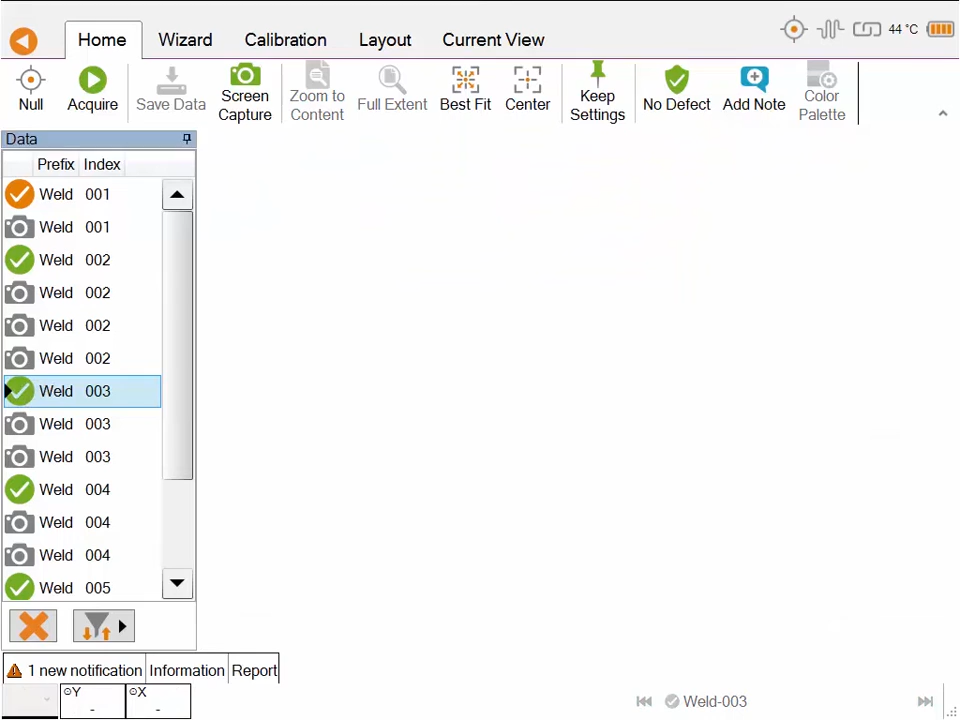 Home Wizard Calibration Layout Current View 44 °C
Null Acquire Save Data Screen Capture Zoom to Content Full Extent Best Fit Center Keep Settings No Defect Add Note Color Palette
Data
Prefix Index
Weld 001
Weld 001
Weld 002
Weld 002
Weld 002
Weld 002
Weld 003
Weld 003
Weld 003
Weld 004
Weld 004
Weld 004
Weld 005
1 new notification Information Report
Y X
- -
Weld-003